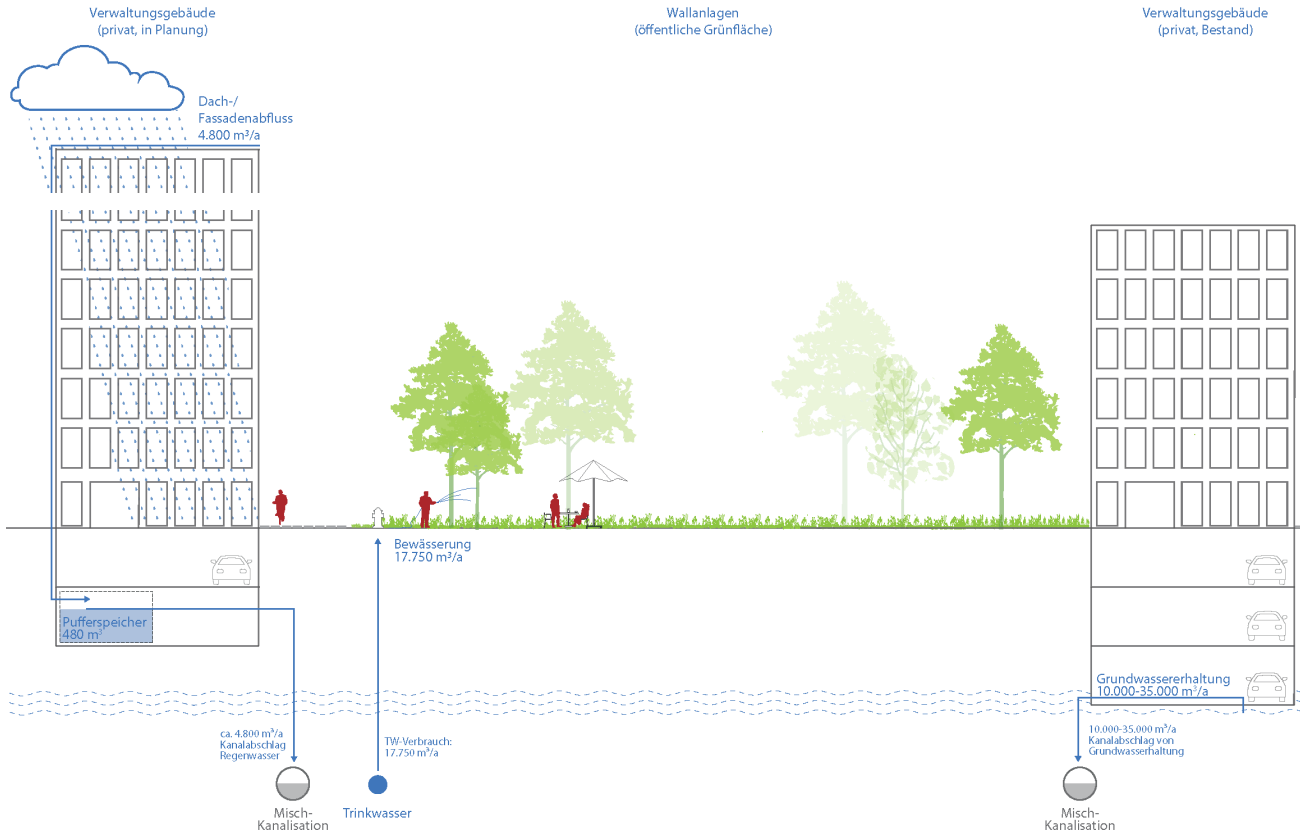 Verwaltungsgebäude
(privat, in Planung)
Wallanlagen
(öffentliche Grünfläche)
Verwaltungsgebäude
(privat, Bestand)
Dach-/
Fassadenabfluss
4.800 m³/a
Bewässerung
17.750 m³/a
Pufferspeicher
480 m³
Grundwassererhaltung
10.000-35.000 m³/a
ca. 4.800 m³/a
Kanalabschlag
Regenwasser
TW-Verbrauch:
17.750 m³/a
10.000-35.000 m³/a
Kanalabschlag von
Grundwasserhaltung
Misch-
Kanalisation
Trinkwasser
Misch-
Kanalisation